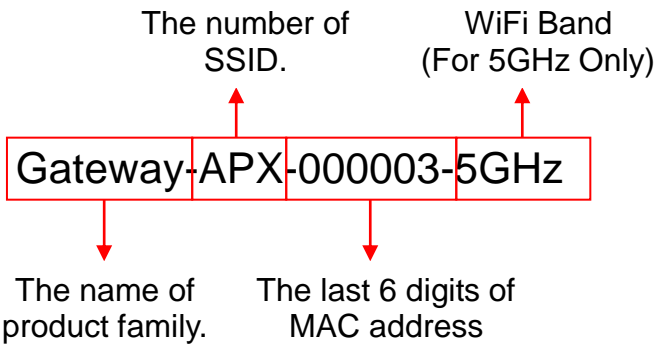 The number of
SSID.
WiFi Band
(For 5GHz Only)
Gateway-APX-000003-5GHz
The name of
product family.
The last 6 digits of
MAC address